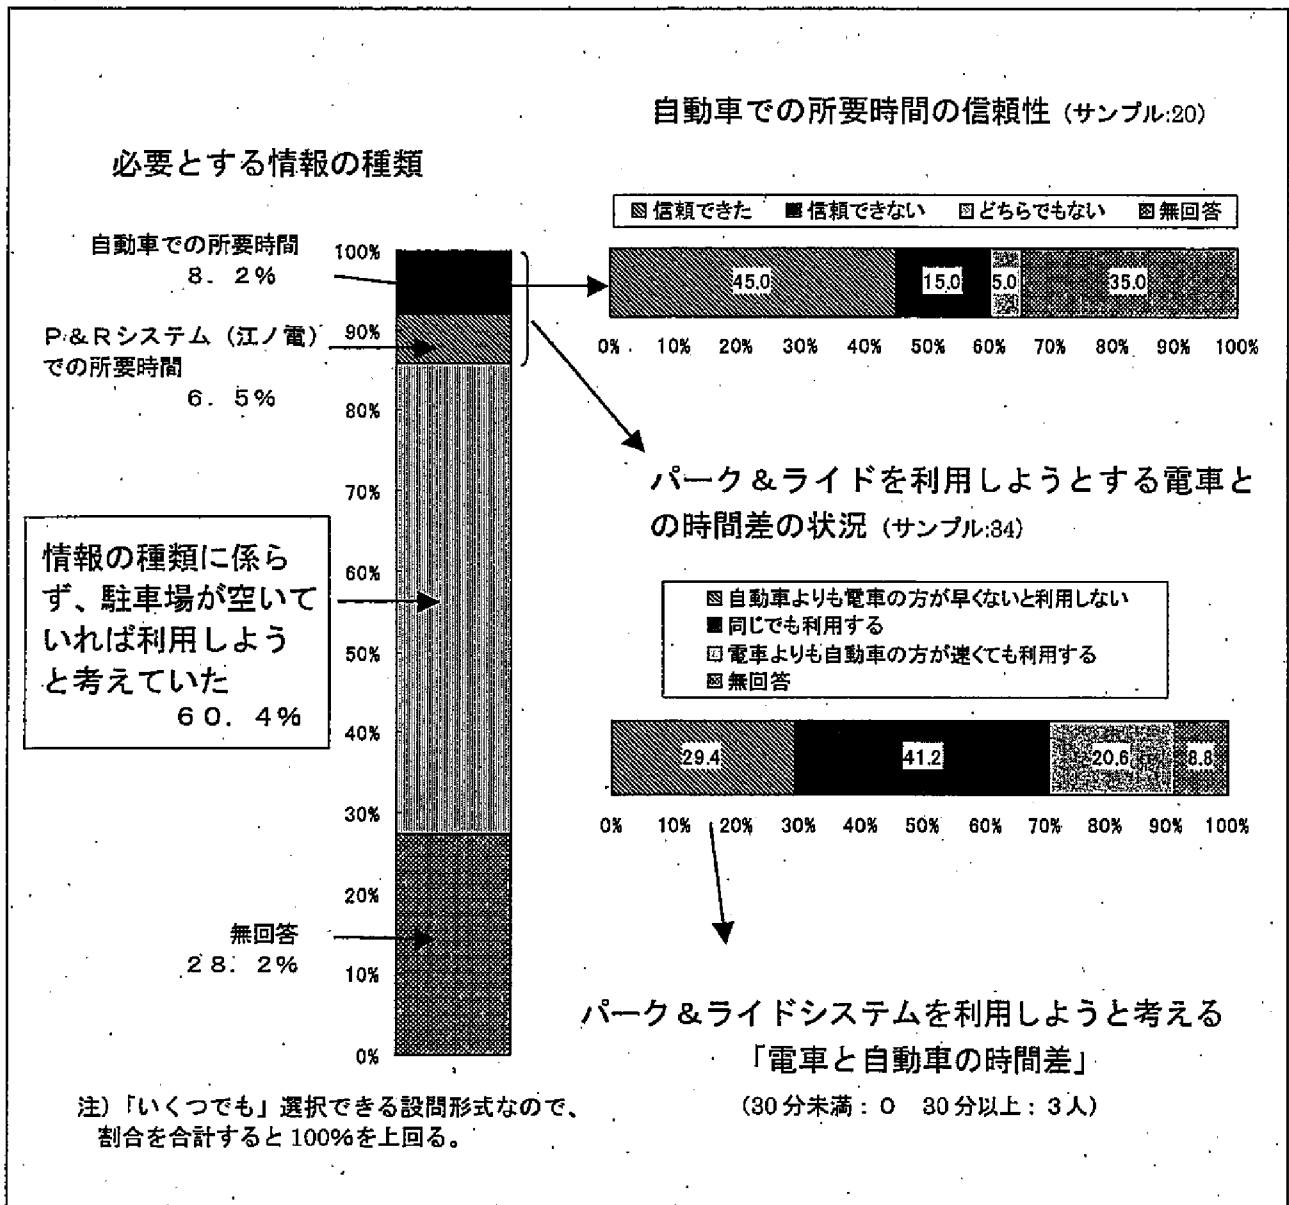 必要とする情報の種類
自動車での所要時間
8.2%
P&Rシステム（江ノ電）
での所要時間
6.5%
情報の種類に係ら
ず、駐車場が空いて
いれば利用しよう
と考えていた
60.4%
無回答
28.2%
100%
90%
80%
70%
60%
50%
40%
30%
20%
10%
0%
注）「いくつでも」選択できる設問形式なので、
割合を合計すると100%を上回る。
自動車での所要時間の信頼性（サンプル:20）
信頼できた 信頼できない どちらでもない 無回答
45.0 15.0 5.0 35.0
0% 10% 20% 30% 40% 50% 60% 70% 80% 90% 100%
パーク＆ライドを利用しようとする電車と
の時間差の状況（サンプル:34）
自動車よりも電車の方が早くないと利用しない
同じでも利用する
電車よりも自動車の方が速くても利用する
無回答
29.4 41.2 20.6 8.8
0% 10% 20% 30% 40% 50% 60% 70% 80% 90% 100%
パーク＆ライドシステムを利用しようと考える
「電車と自動車の時間差」
（30分未満：0　30分以上：3人）